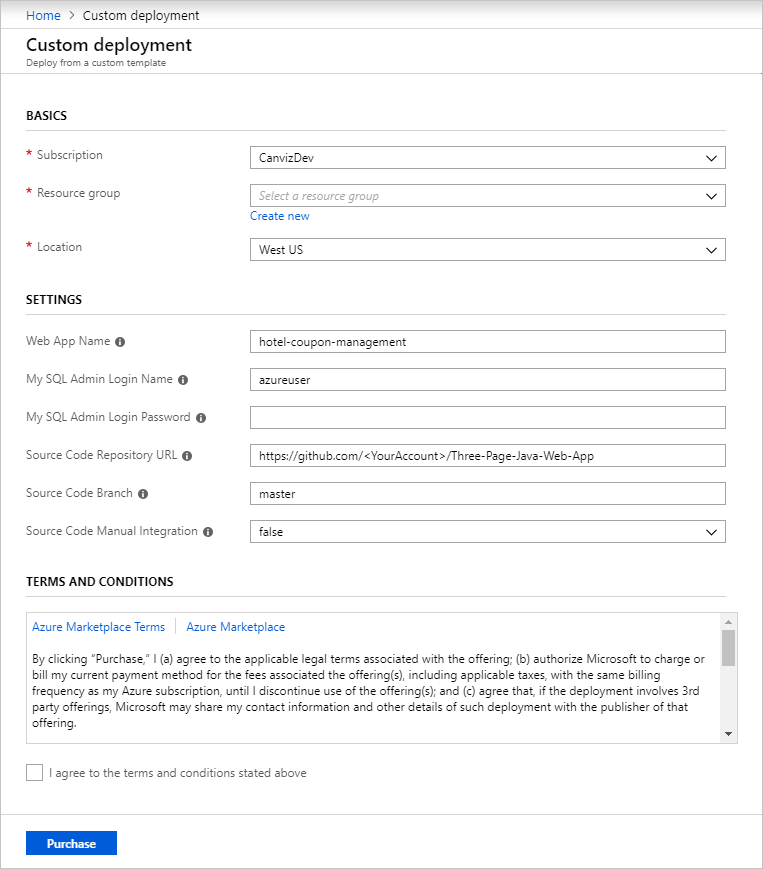 Home > Custom deployment
Custom deployment
Deploy from a custom template
BASICS
* Subscription
CanvizDev
* Resource group
Select a resource group
Create new
* Location
West US
SETTINGS
Web App Name
hotel-coupon-management
My SQL Admin Login Name
azureuser
My SQL Admin Login Password
Source Code Repository URL
https://github.com/<YourAccount>/Three-Page-Java-Web-App
Source Code Branch
master
Source Code Manual Integration
false
TERMS AND CONDITIONS
Azure Marketplace Terms | Azure Marketplace
By clicking “Purchase,” I (a) agree to the applicable legal terms associated with the offering; (b) authorize Microsoft to charge or
bill my current payment method for the fees associated the offering(s), including applicable taxes, with the same billing
frequency as my Azure subscription, until I discontinue use of the offering(s); and (c) agree that, if the deployment involves 3rd
party offerings, Microsoft may share my contact information and other details of such deployment with the publisher of that
offering.
I agree to the terms and conditions stated above
Purchase